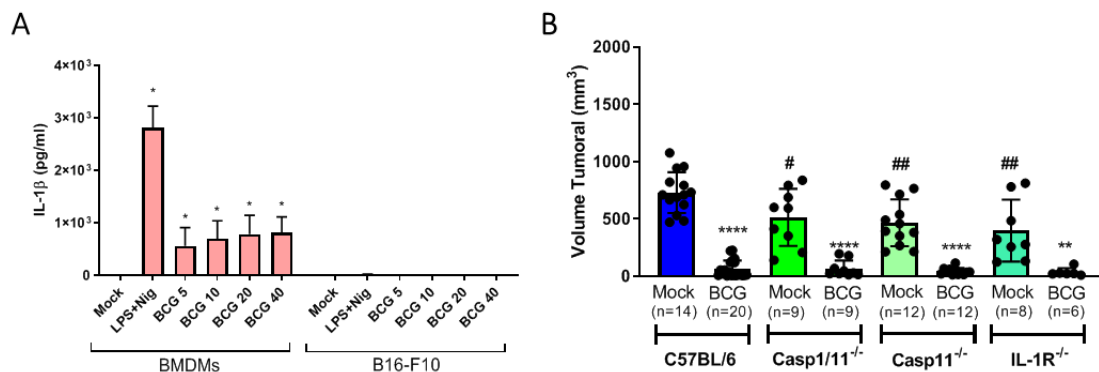 A
IL-1β (pg/ml)
4×10³
3×10³
2×10³
1×10³
0
*
*
*
*
*
Mock
LPS+Nig
BCG 5
BCG 10
BCG 20
BCG 40
Mock
LPS+Nig
BCG 5
BCG 10
BCG 20
BCG 40
BMDMs
B16-F10
B
Volume Tumoral (mm³)
2000
1500
1000
500
0
****
#
****
##
****
##
**
Mock BCG Mock BCG Mock BCG Mock BCG
(n=14) (n=20) (n=9) (n=9) (n=12) (n=12) (n=8) (n=6)
C57BL/6 Casp1/11⁻/⁻ Casp11⁻/⁻ IL-1R⁻/⁻